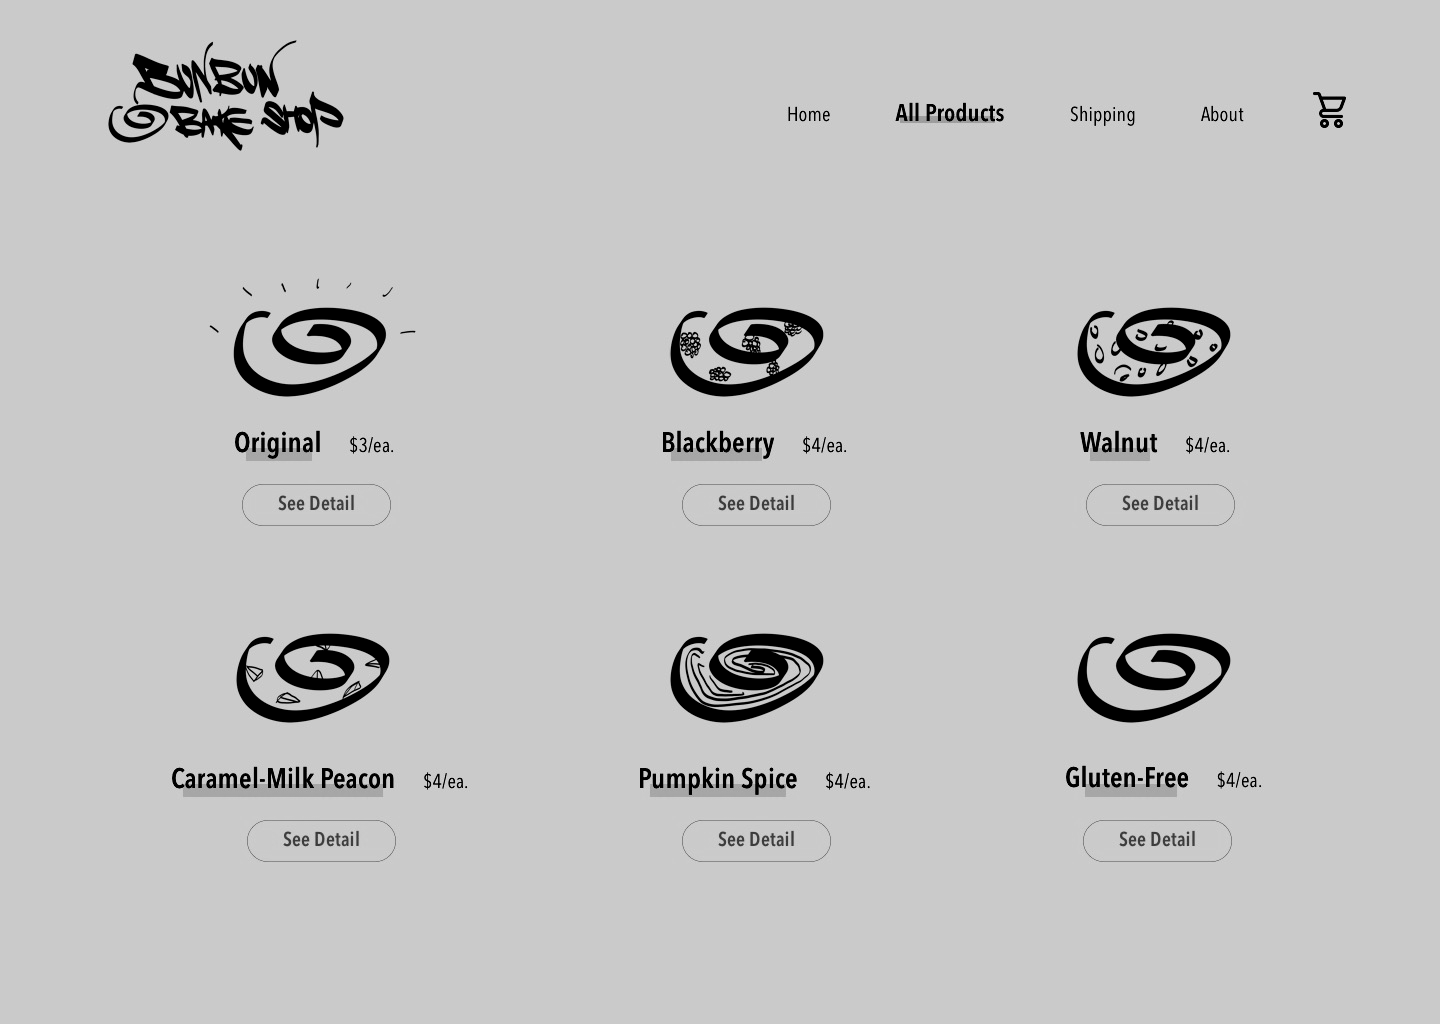 BUNBUN
BAKE SHOP
Home All Products Shipping About
Original $3/ea. Blackberry $4/ea. Walnut $4/ea.
See Detail See Detail See Detail
Caramel-Milk Peacon $4/ea. Pumpkin Spice $4/ea. Gluten-Free $4/ea.
See Detail See Detail See Detail